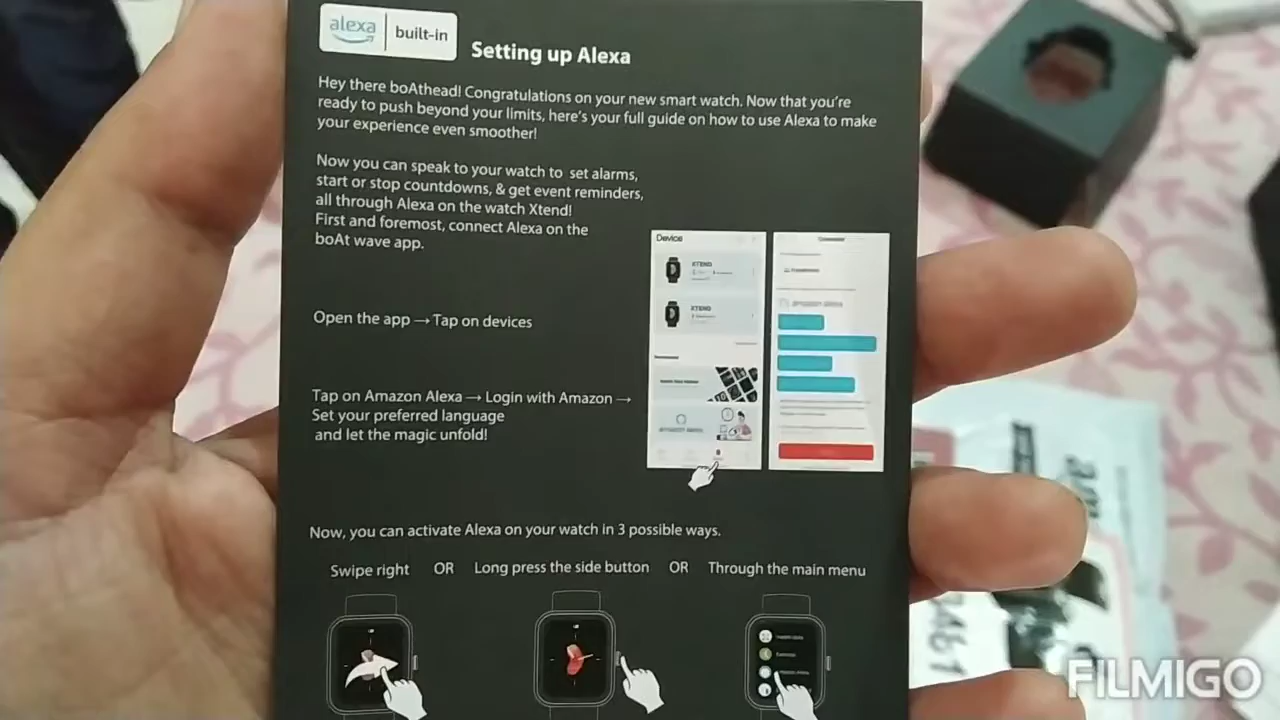 alexa built-in
Setting up Alexa
Hey there boAthead! Congratulations on your new smart watch. Now that you're
ready to push beyond your limits, here's your full guide on how to use Alexa to make
your experience even smoother!
Now you can speak to your watch to set alarms,
start or stop countdowns, & get event reminders,
all through Alexa on the watch Xtend!
First and foremost, connect Alexa on the
boAt wave app.
Device
XTEND
XTEND
Open the app → Tap on devices
Tap on Amazon Alexa → Login with Amazon →
Set your preferred language
and let the magic unfold!
Now, you can activate Alexa on your watch in 3 possible ways.
Swipe right OR Long press the side button OR Through the main menu
3461
FILMIGO